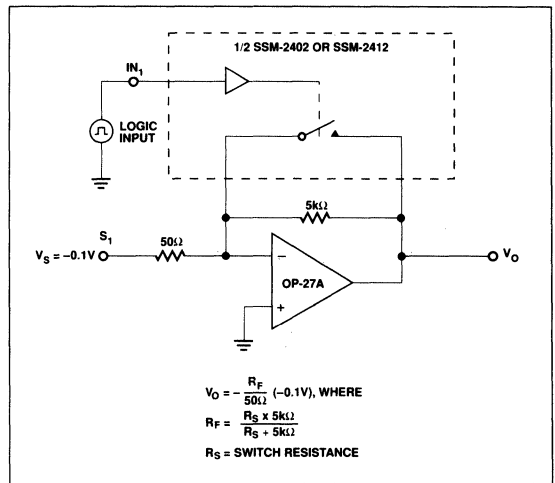 1/2 SSM-2402 OR SSM-2412
IN1
LOGIC
INPUT
5kΩ
S1
VS = −0.1V
50Ω
−
OP-27A
+
VO
VO = − RF / 50Ω (−0.1V), WHERE
RF = RS x 5kΩ / RS + 5kΩ
RS = SWITCH RESISTANCE